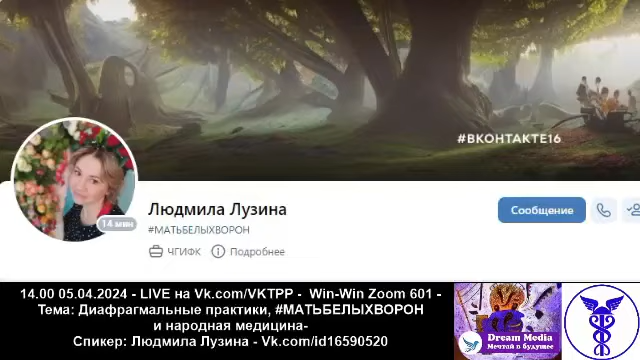 #ВКОНТАКТЕ16
14 мин
Людмила Лузина
#МАТЬБЕЛЫХВОРОН
ЧГИФК Подробнее
Сообщение
14.00 05.04.2024 - LIVE на Vk.com/VKTPP - Win-Win Zoom 601 -
Тема: Диафрагмальные практики, #МАТЬБЕЛЫХВОРОН
и народная медицина-
Спикер: Людмила Лузина - Vk.com/id16590520
Dream Media
Мечтай о будущее